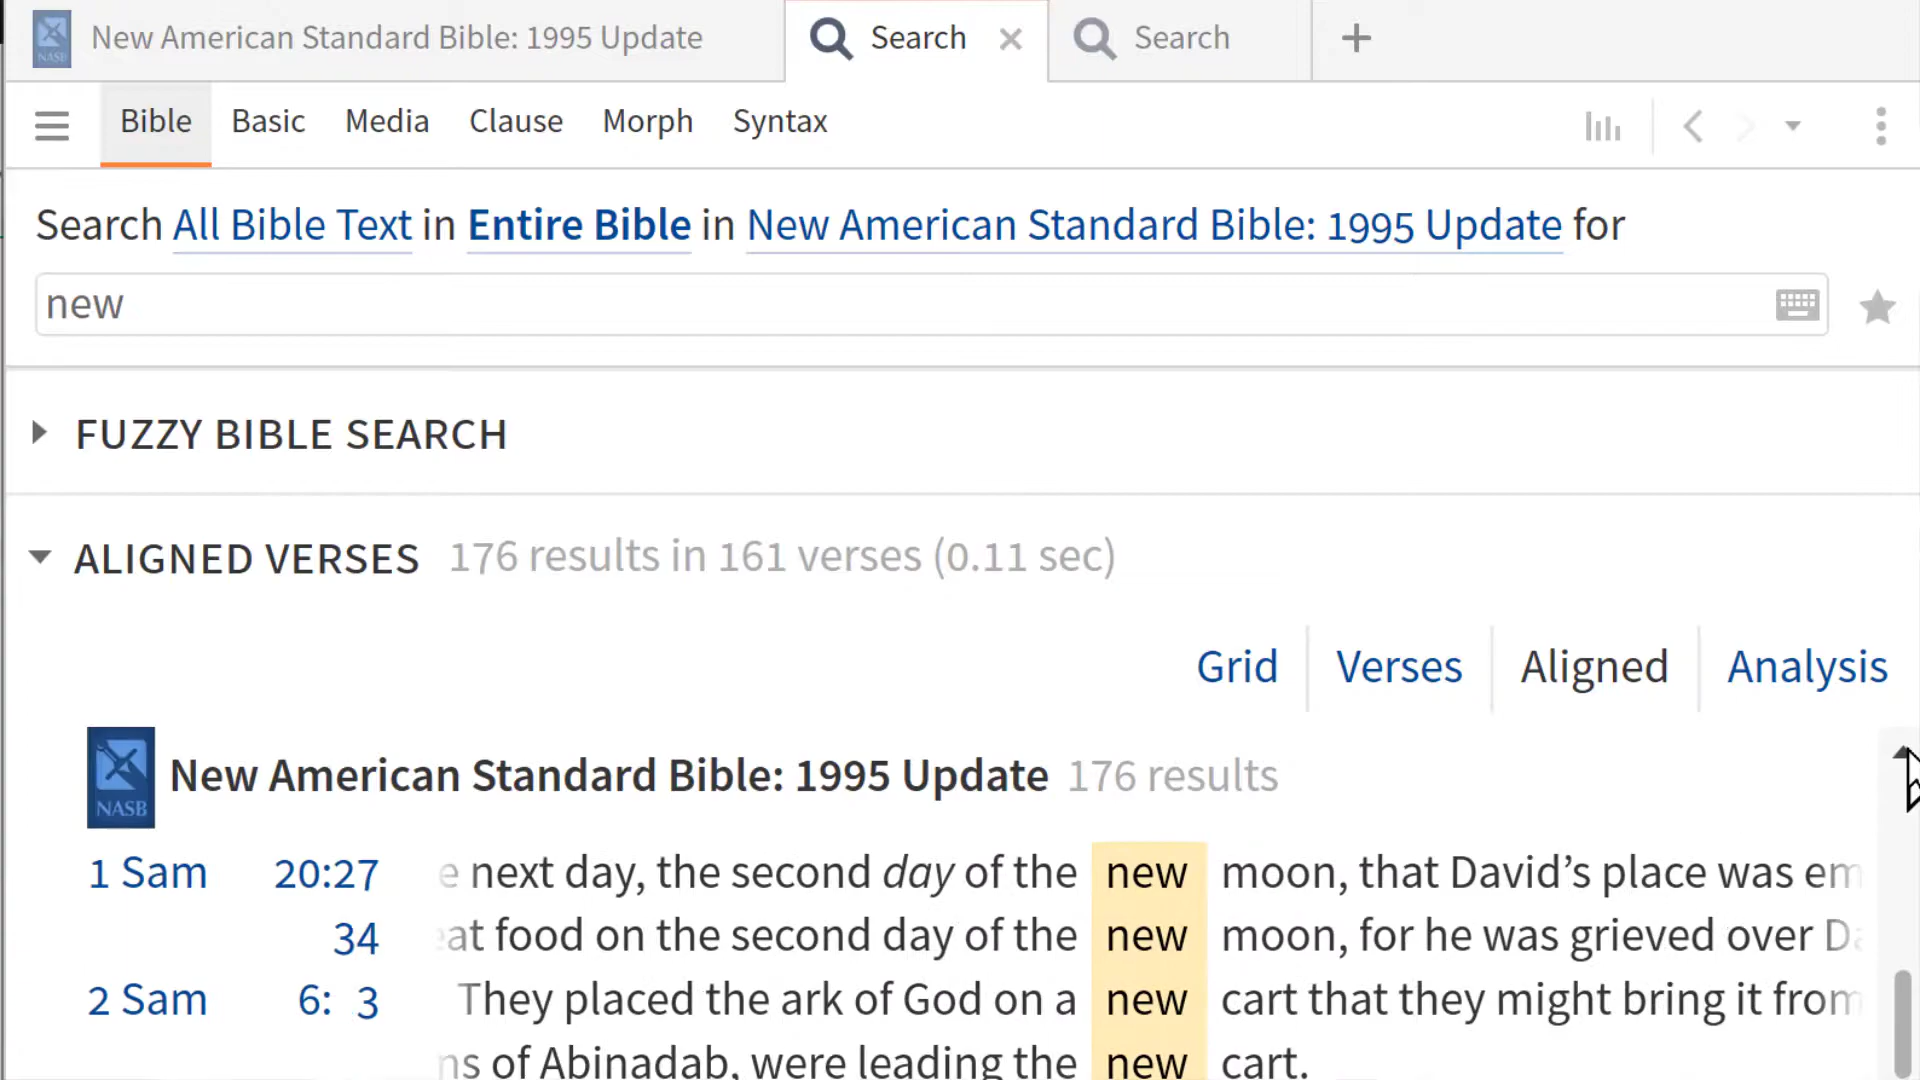 NASB New American Standard Bible: 1995 Update Search Search
Bible Basic Media Clause Morph Syntax
Search All Bible Text in Entire Bible in New American Standard Bible: 1995 Update for
new
FUZZY BIBLE SEARCH
ALIGNED VERSES 176 results in 161 verses (0.11 sec)
Grid Verses Aligned Analysis
NASB New American Standard Bible: 1995 Update 176 results
1 Sam 20:27 e next day, the second day of the new moon, that David’s place was em
34 eat food on the second day of the new moon, for he was grieved over Da
2 Sam 6: 3 They placed the ark of God on a new cart that they might bring it from
ns of Abinadab, were leading the new cart.